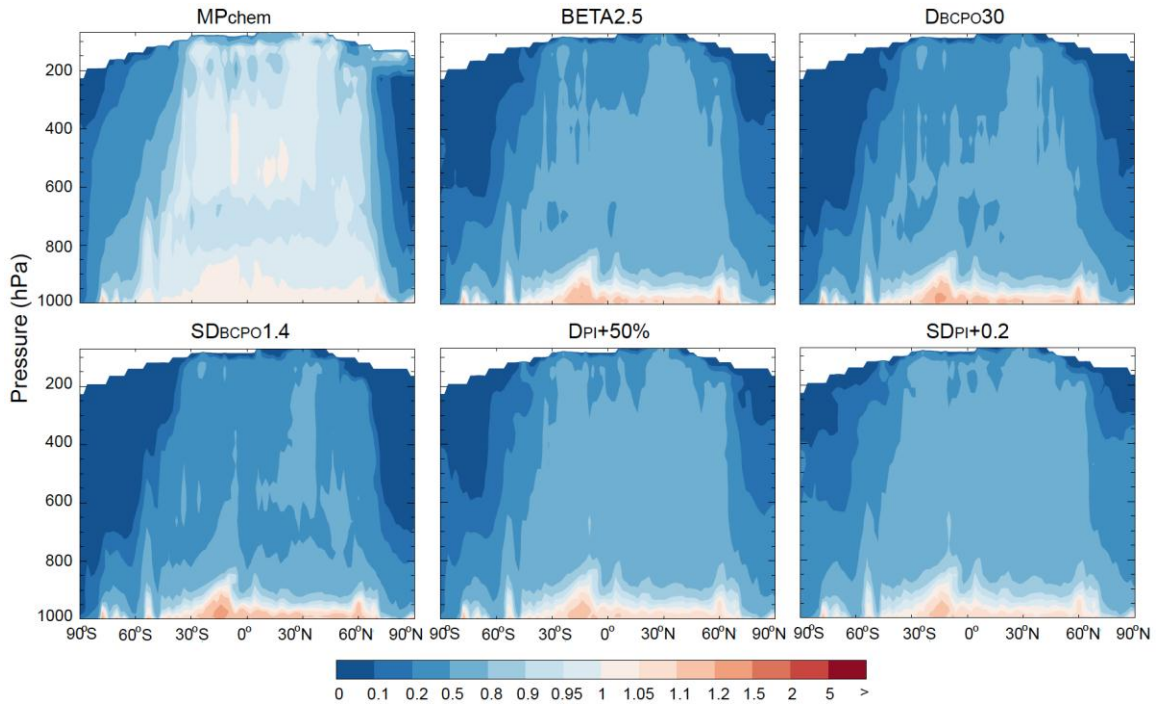 MPchem BETA2.5 DBCPO30
200
400
600
800
1000
Pressure (hPa)
SDBCPO1.4 DPI+50% SDPI+0.2
200
400
600
800
1000
90°S 60°S 30°S 0° 30°N 60°N 90°N 90°S 60°S 30°S 0° 30°N 60°N 90°N 90°S 60°S 30°S 0° 30°N 60°N 90°N
0 0.1 0.2 0.5 0.8 0.9 0.95 1 1.05 1.1 1.2 1.5 2 5 >